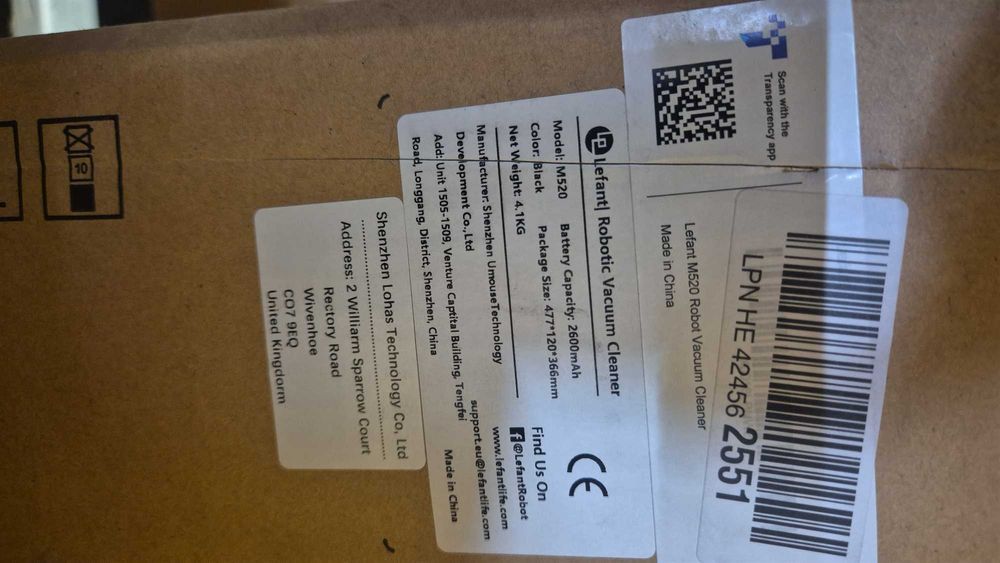 Scan with the
Transparency app
Lefant M520 Robot Vacuum Cleaner
Made in China
LPN HE 42456 2551
Lefant| Robotic Vacuum Cleaner
Model: M520 Battery Capacity: 2600mAh
Color: Black Package Size: 477*120*366mm
Net Weight: 4.1KG
Manufacturer: Shenzhen UmouseTechnology
Development Co.,Ltd
Add: Unit 1505-1509, Venture Captital Building, Tengfei
Road, Longgang, District, Shenzhen, China
CE
Find Us On
f@LefantRobot
www.lefantlife.com
support.eu@lefantlife.com
Made in China
Shenzhen Lohas Technology Co, Ltd
Address: 2 Williarm Sparrow Court
Rectory Road
Wivenhoe
CO7 9EQ
United Kingdorm
10